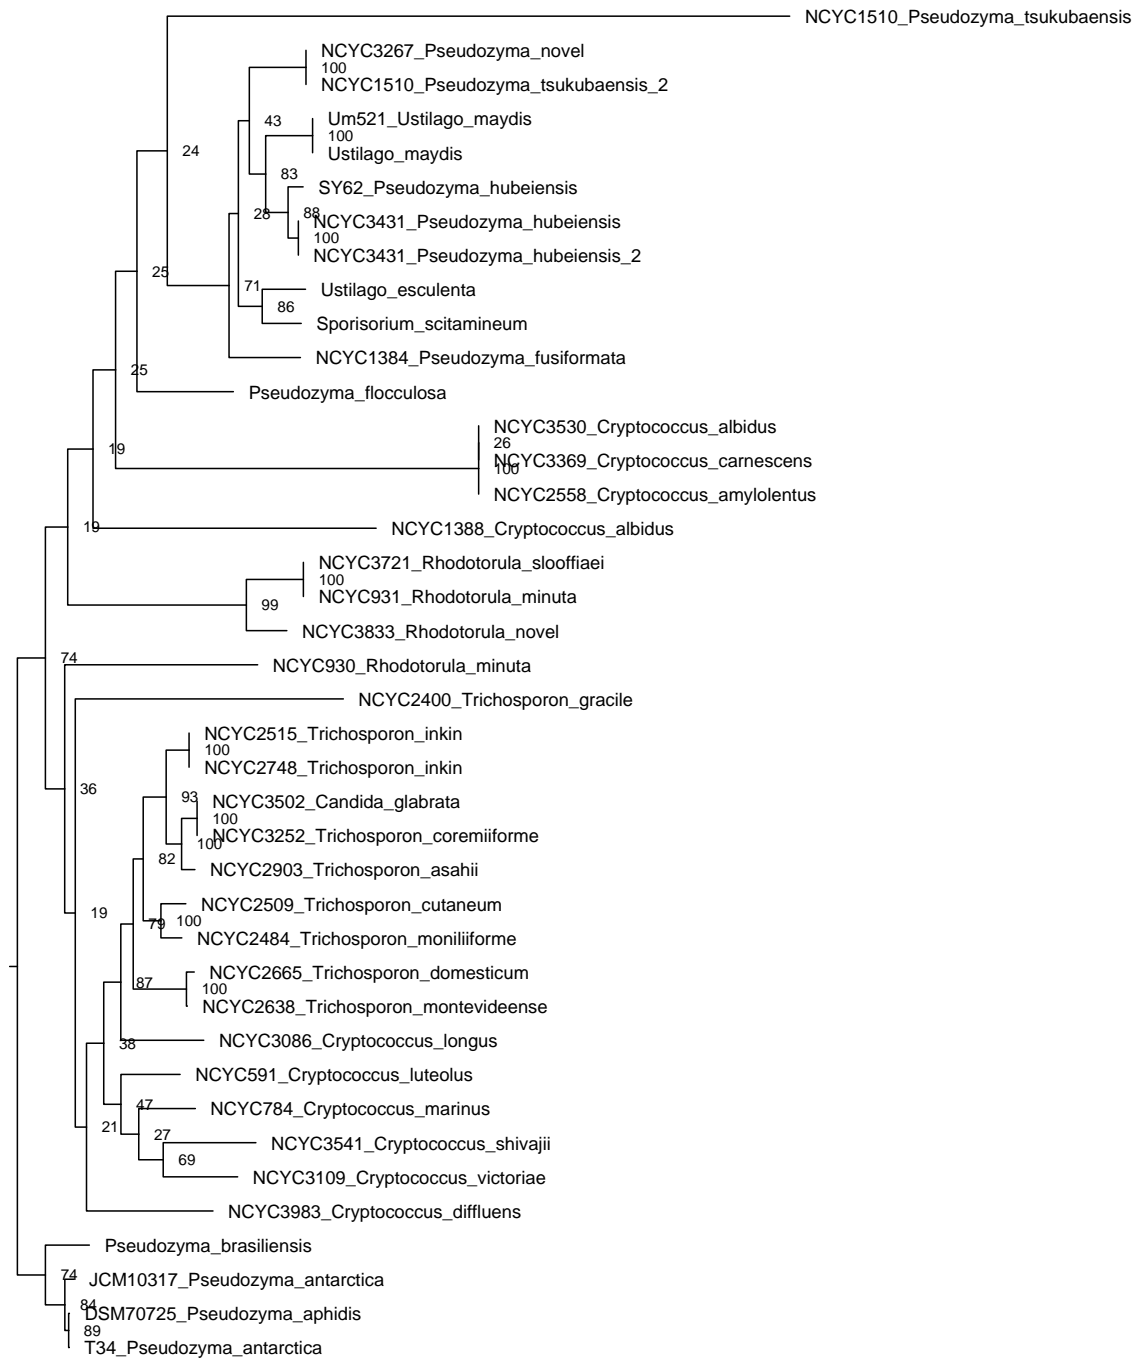 NCYC1510_Pseudozyma_tsukubaensis
NCYC3267_Pseudozyma_novel
100
NCYC1510_Pseudozyma_tsukubaensis_2
43
Um521_Ustilago_maydis
100
24
Ustilago_maydis
83
SY62_Pseudozyma_hubeiensis
28
88
NCYC3431_Pseudozyma_hubeiensis
100
NCYC3431_Pseudozyma_hubeiensis_2
25
71
Ustilago_esculenta
86
Sporisorium_scitamineum
NCYC1384_Pseudozyma_fusiformata
25
Pseudozyma_flocculosa
NCYC3530_Cryptococcus_albidus
26
19
NCYC3369_Cryptococcus_carnescens
100
NCYC2558_Cryptococcus_amylolentus
19
NCYC1388_Cryptococcus_albidus
NCYC3721_Rhodotorula_slooffiaei
100
NCYC931_Rhodotorula_minuta
99
NCYC3833_Rhodotorula_novel
74
NCYC930_Rhodotorula_minuta
NCYC2400_Trichosporon_gracile
NCYC2515_Trichosporon_inkin
100
NCYC2748_Trichosporon_inkin
36
93
NCYC3502_Candida_glabrata
100
NCYC3252_Trichosporon_coremiiforme
100
82
NCYC2903_Trichosporon_asahii
NCYC2509_Trichosporon_cutaneum
19
79
100
NCYC2484_Trichosporon_moniliiforme
NCYC2665_Trichosporon_domesticum
87
100
NCYC2638_Trichosporon_montevideense
38
NCYC3086_Cryptococcus_longus
NCYC591_Cryptococcus_luteolus
47
NCYC784_Cryptococcus_marinus
21
27
NCYC3541_Cryptococcus_shivajii
69
NCYC3109_Cryptococcus_victoriae
NCYC3983_Cryptococcus_diffluens
Pseudozyma_brasiliensis
74
JCM10317_Pseudozyma_antarctica
84
DSM70725_Pseudozyma_aphidis
89
T34_Pseudozyma_antarctica